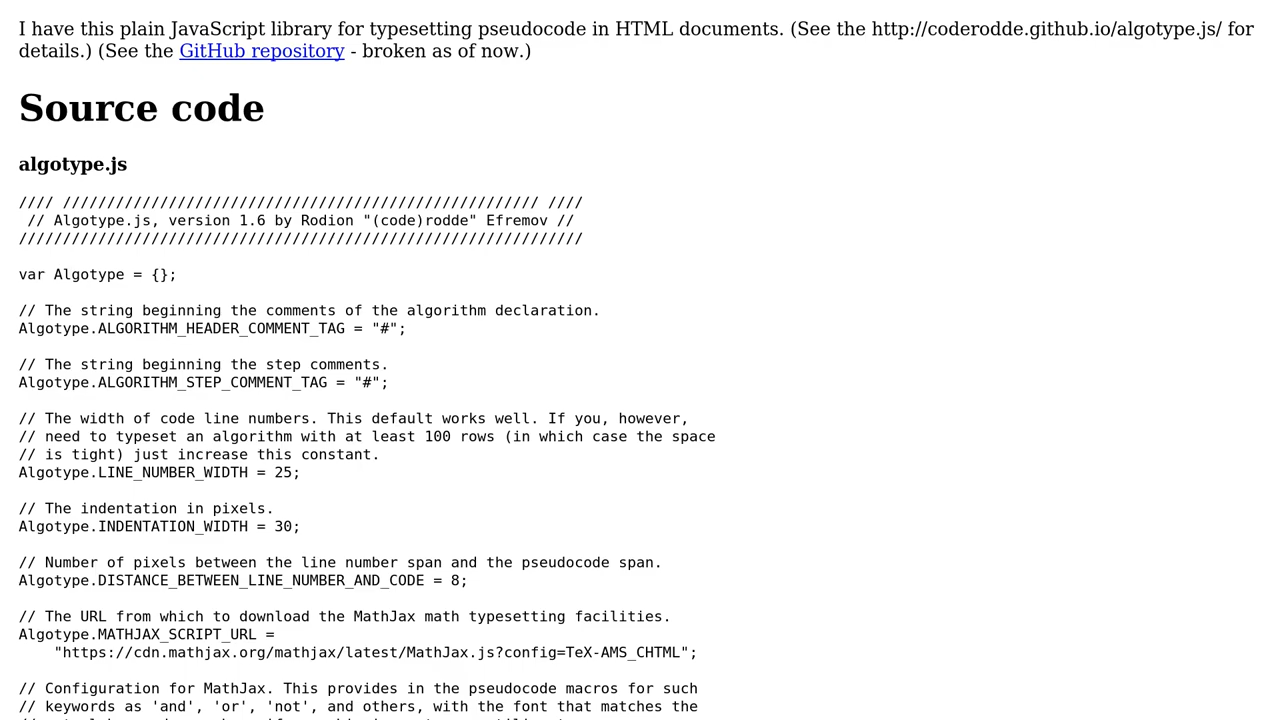 I have this plain JavaScript library for typesetting pseudocode in HTML documents. (See the http://coderodde.github.io/algotype.js/ for
details.) (See the GitHub repository - broken as of now.)
Source code
algotype.js
//// ////////////////////////////////////////////////////// ////
// Algotype.js, version 1.6 by Rodion "(code)rodde" Efremov //
////////////////////////////////////////////////////////////////
var Algotype = {};
// The string beginning the comments of the algorithm declaration.
Algotype.ALGORITHM_HEADER_COMMENT_TAG = "#";
// The string beginning the step comments.
Algotype.ALGORITHM_STEP_COMMENT_TAG = "#";
// The width of code line numbers. This default works well. If you, however,
// need to typeset an algorithm with at least 100 rows (in which case the space
// is tight) just increase this constant.
Algotype.LINE_NUMBER_WIDTH = 25;
// The indentation in pixels.
Algotype.INDENTATION_WIDTH = 30;
// Number of pixels between the line number span and the pseudocode span.
Algotype.DISTANCE_BETWEEN_LINE_NUMBER_AND_CODE = 8;
// The URL from which to download the MathJax math typesetting facilities.
Algotype.MATHJAX_SCRIPT_URL =
"https://cdn.mathjax.org/mathjax/latest/MathJax.js?config=TeX-AMS_CHTML";
// Configuration for MathJax. This provides in the pseudocode macros for such
// keywords as 'and', 'or', 'not', and others, with the font that matches the